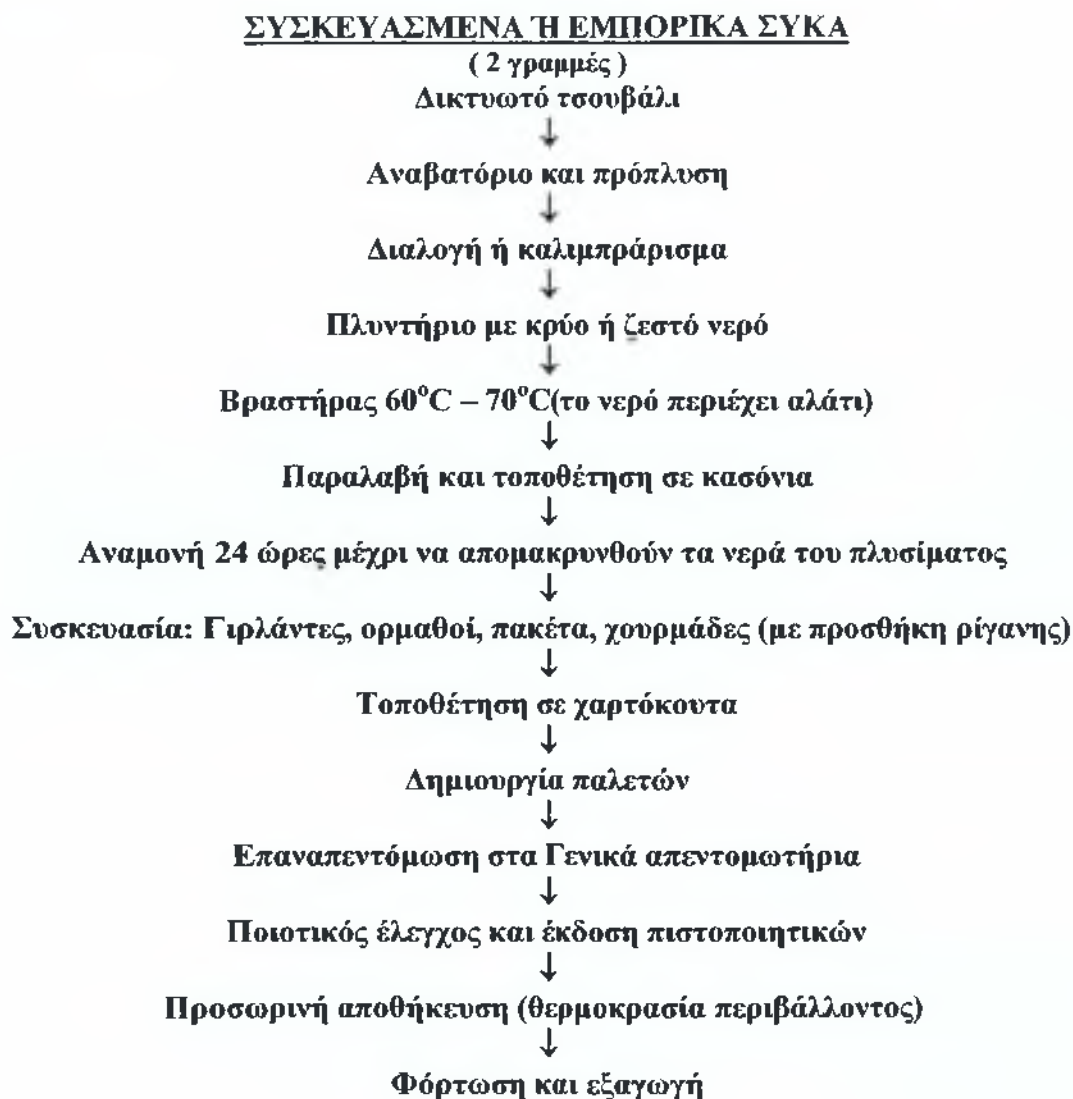 ΣΥΣΚΕΥΑΣΜΕΝΑ Ή ΕΜΠΟΡΙΚΑ ΣΥΚΑ
( 2 γραμμές )
Δικτυωτό τσουβάλι
↓
Αναβατόριο και πρόπλυση
↓
Διαλογή ή καλιμπράρισμα
↓
Πλυντήριο με κρύο ή ζεστό νερό
↓
Βραστήρας 60°C – 70°C(το νερό περιέχει αλάτι)
↓
Παραλαβή και τοποθέτηση σε κασόνια
↓
Αναμονή 24 ώρες μέχρι να απομακρυνθούν τα νερά του πλυσίματος
↓
Συσκευασία: Γιρλάντες, ορμαθοί, πακέτα, χουρμάδες (με προσθήκη ρίγανης)
↓
Τοποθέτηση σε χαρτόκουτα
↓
Δημιουργία παλετών
↓
Επαναπεντόμωση στα Γενικά απεντομωτήρια
↓
Ποιοτικός έλεγχος και έκδοση πιστοποιητικών
↓
Προσωρινή αποθήκευση (θερμοκρασία περιβάλλοντος)
↓
Φόρτωση και εξαγωγή